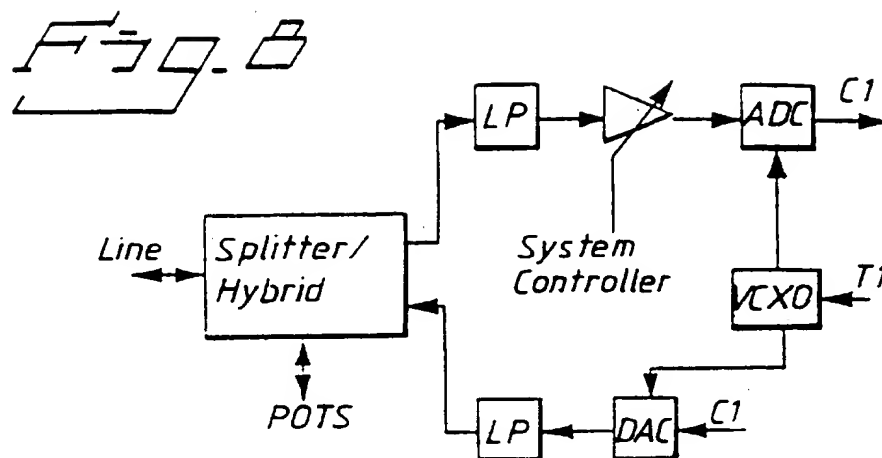 Fig. 8
LP
ADC
C1
Line
Splitter/
Hybrid
System
Controller
VCXO
T1
POTS
LP
DAC
C1